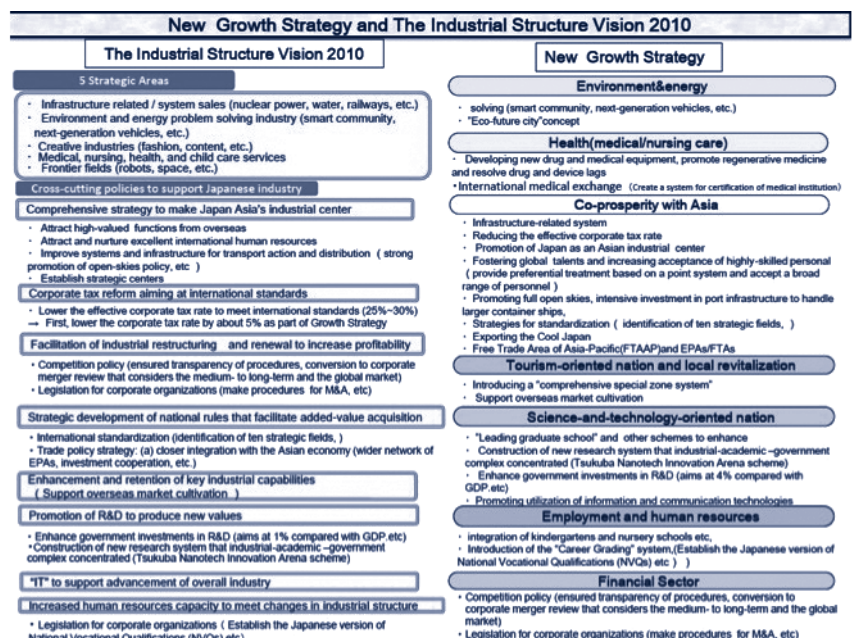 New Growth Strategy and The Industrial Structure Vision 2010
The Industrial Structure Vision 2010
5 Strategic Areas
・ Infrastructure related / system sales (nuclear power, water, railways, etc.)
・ Environment and energy problem solving industry (smart community,
next-generation vehicles, etc.)
・ Creative industries (fashion, content, etc.)
・ Medical, nursing, health, and child care services
・ Frontier fields (robots, space, etc.)
Cross-cutting policies to support Japanese industry
Comprehensive strategy to make Japan Asia's industrial center
・ Attract high-valued functions from overseas
・ Attract and nurture excellent international human resources
・ Improve systems and infrastructure for transport action and distribution ( strong
promotion of open-skies policy, etc )
・ Establish strategic centers
Corporate tax reform aiming at international standards
・ Lower the effective corporate tax rate to meet international standards (25%~30%)
→ First, lower the corporate tax rate by about 5% as part of Growth Strategy
Facilitation of industrial restructuring and renewal to increase profitability
・ Competition policy (ensured transparency of procedures, conversion to corporate
merger review that considers the medium- to long-term and the global market)
・ Legislation for corporate organizations (make procedures for M&A, etc)
Strategic development of national rules that facilitate added-value acquisition
・ International standardization (identification of ten strategic fields, )
・ Trade policy strategy: (a) closer integration with the Asian economy (wider network of
EPAs, investment cooperation, etc.)
Enhancement and retention of key industrial capabilities
( Support overseas market cultivation )
Promotion of R&D to produce new values
・ Enhance government investments in R&D (aims at 1% compared with GDP.etc)
・Construction of new research system that industrial-academic –government
complex concentrated (Tsukuba Nanotech Innovation Arena scheme)
"IT" to support advancement of overall industry
Increased human resources capacity to meet changes in industrial structure
・ Legislation for corporate organizations ( Establish the Japanese version of
National Vocational Qualifications (NVQs) etc)
New Growth Strategy
Environment&energy
・ solving (smart community, next-generation vehicles, etc.)
・ "Eco-future city"concept
Health(medical/nursing care)
・ Developing new drug and medical equipment, promote regenerative medicine
and resolve drug and device lags
・International medical exchange (Create a system for certification of medical institution)
Co-prosperity with Asia
・ Infrastructure-related system
・ Reducing the effective corporate tax rate
・ Promotion of Japan as an Asian industrial center
・ Fostering global talents and increasing acceptance of highly-skilled personal
( provide preferential treatment based on a point system and accept a broad
range of personnel )
・ Promoting full open skies, intensive investment in port infrastructure to handle
larger container ships,
・ Strategies for standardization ( identification of ten strategic fields, )
・ Exporting the Cool Japan
・ Free Trade Area of Asia-Pacific(FTAAP)and EPAs/FTAs
Tourism-oriented nation and local revitalization
・ Introducing a "comprehensive special zone system"
・ Support overseas market cultivation
Science-and-technology-oriented nation
・ "Leading graduate school" and other schemes to enhance
・ Construction of new research system that industrial-academic –government
complex concentrated (Tsukuba Nanotech Innovation Arena scheme)
・ Enhance government investments in R&D (aims at 4% compared with
GDP.etc)
・ Promoting utilization of information and communication technologies
Employment and human resources
・ integration of kindergartens and nursery schools etc,
・ Introduction of the "Career Grading" system,(Establish the Japanese version of
National Vocational Qualifications (NVQs) etc ) )
Financial Sector
・ Competition policy (ensured transparency of procedures, conversion to
corporate merger review that considers the medium- to long-term and the global
market)
・ Legislation for corporate organizations (make procedures for M&A, etc)